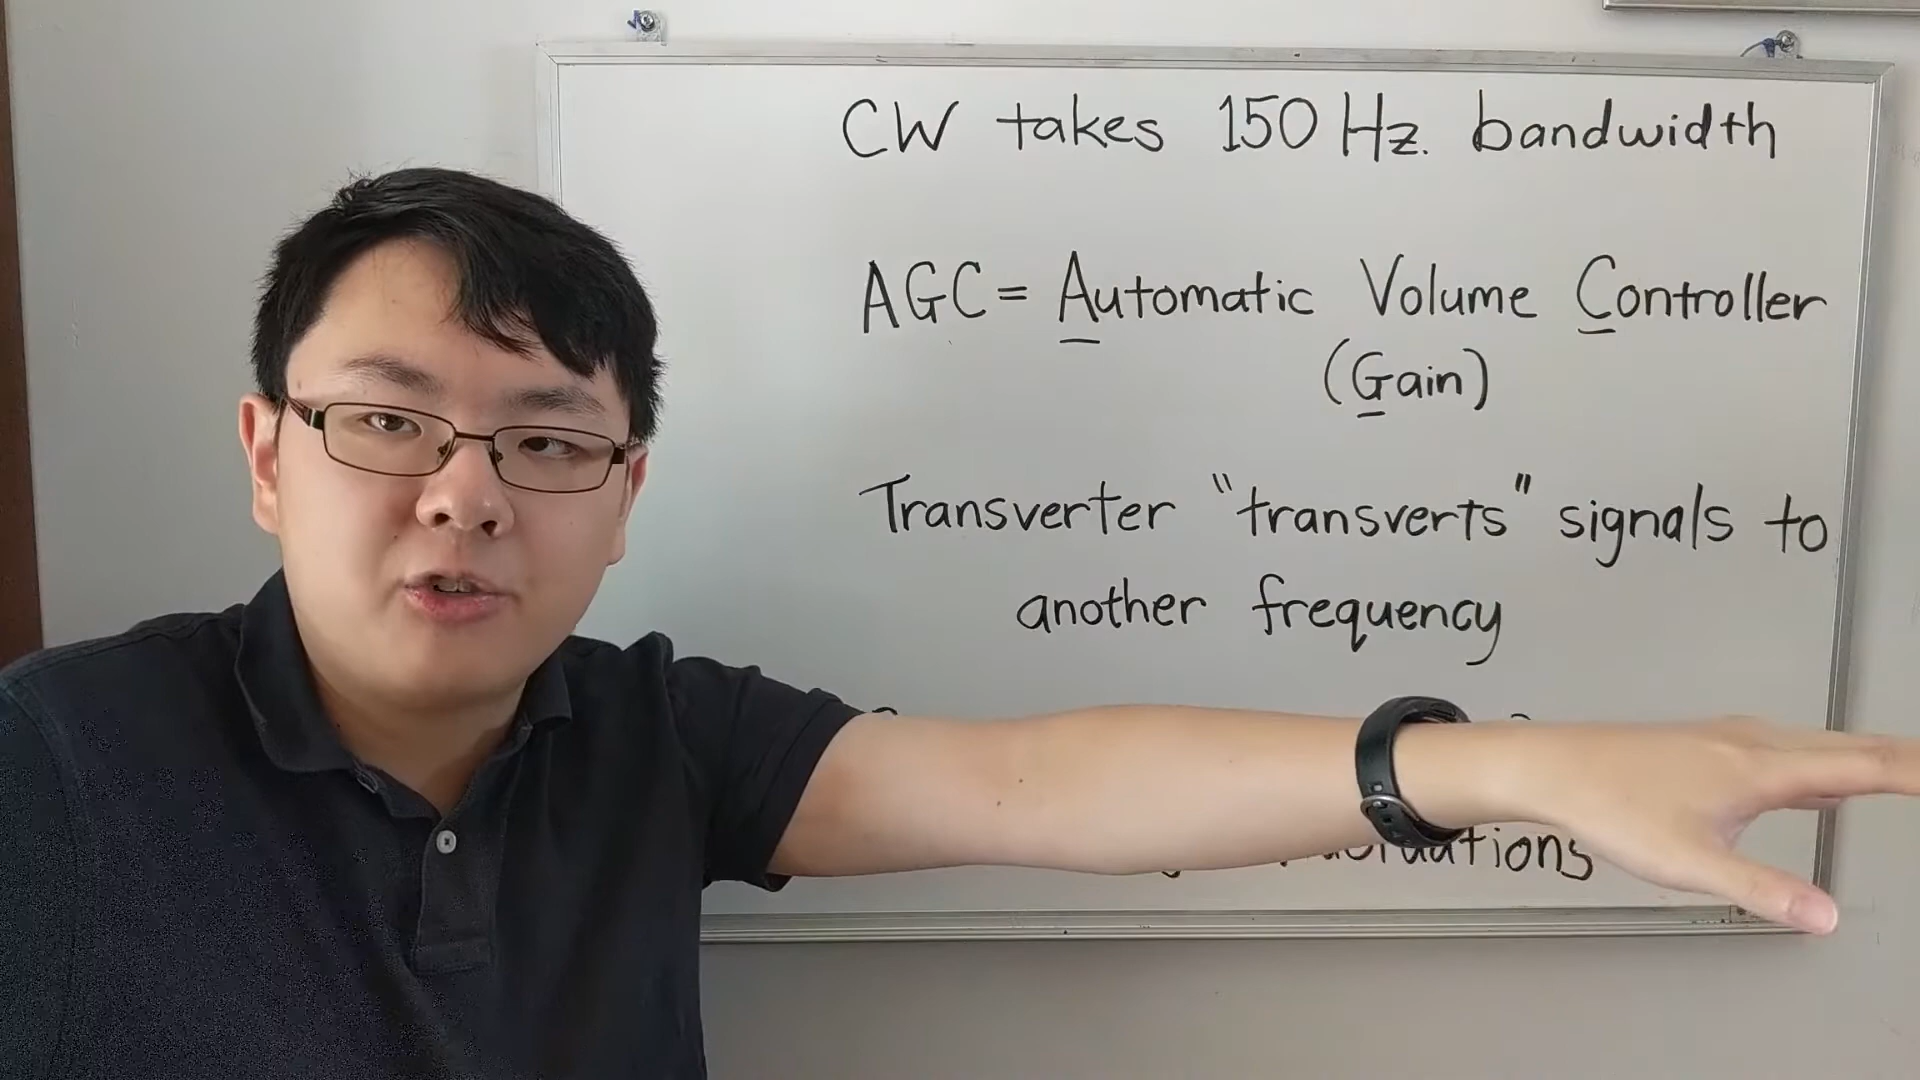 CW takes 150 Hz. bandwidth
AGC = Automatic Volume Controller
(Gain)
Transverter "transverts" signals to
another frequency